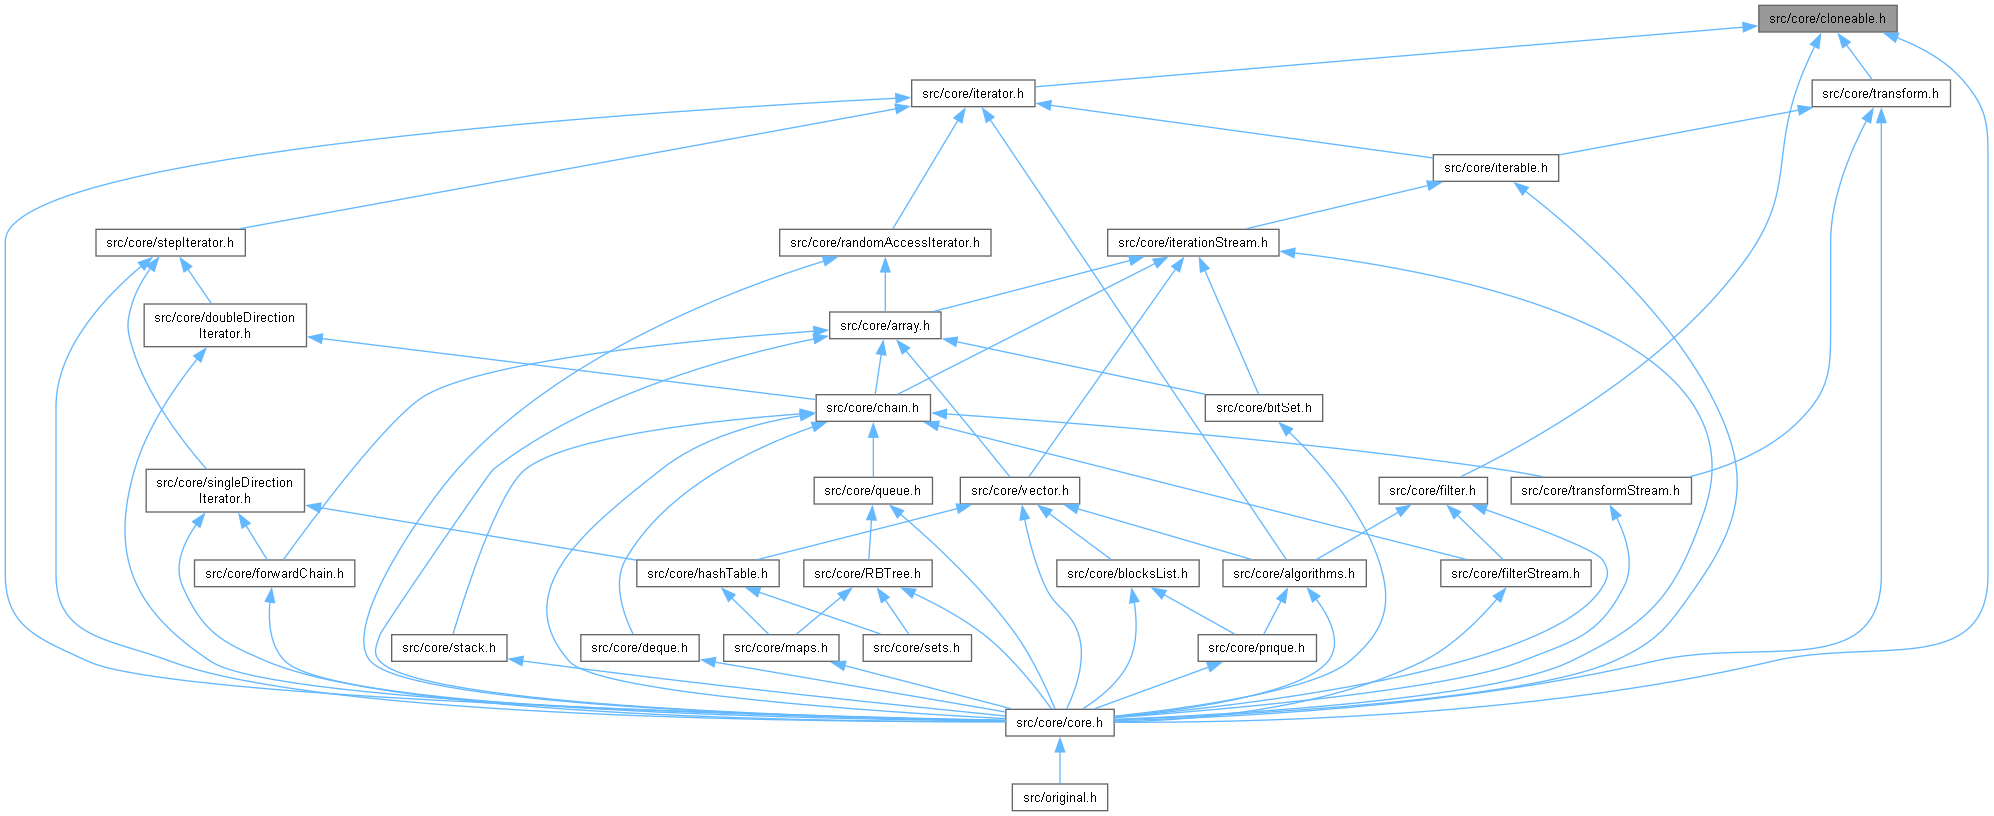 src/core/cloneable.h
src/core/iterator.h
src/core/transform.h
src/core/iterable.h
src/core/stepIterator.h
src/core/randomAccessIterator.h
src/core/iterationStream.h
src/core/doubleDirection
Iterator.h
src/core/array.h
src/core/chain.h
src/core/bitSet.h
src/core/singleDirection
Iterator.h
src/core/queue.h
src/core/vector.h
src/core/filter.h
src/core/transformStream.h
src/core/forwardChain.h
src/core/hashTable.h
src/core/RBTree.h
src/core/blocksList.h
src/core/algorithms.h
src/core/filterStream.h
src/core/stack.h
src/core/deque.h
src/core/maps.h
src/core/sets.h
src/core/prique.h
src/core/core.h
src/original.h